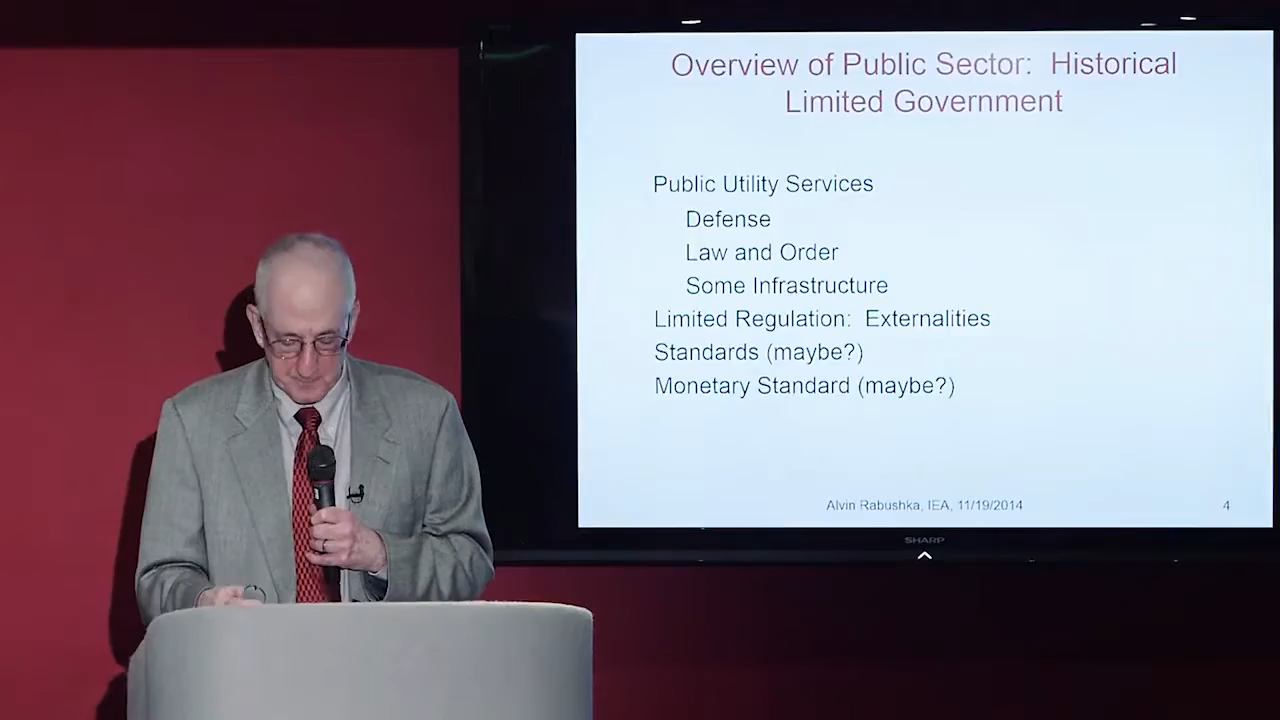 Overview of Public Sector: Historical
Limited Government
Public Utility Services
Defense
Law and Order
Some Infrastructure
Limited Regulation: Externalities
Standards (maybe?)
Monetary Standard (maybe?)
Alvin Rabushka, IEA, 11/19/2014
4
SHARP